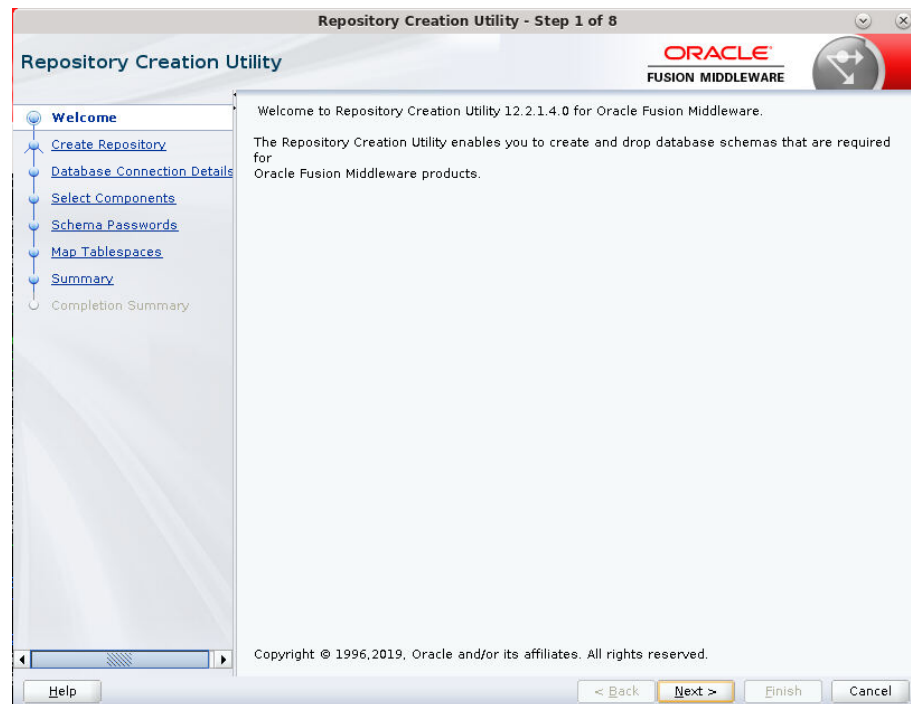 Repository Creation Utility - Step 1 of 8
Repository Creation Utility
ORACLE
FUSION MIDDLEWARE
Welcome
Create Repository
Database Connection Details
Select Components
Schema Passwords
Map Tablespaces
Summary
Completion Summary
Welcome to Repository Creation Utility 12.2.1.4.0 for Oracle Fusion Middleware.
The Repository Creation Utility enables you to create and drop database schemas that are required
for
Oracle Fusion Middleware products.
Copyright © 1996,2019, Oracle and/or its affiliates. All rights reserved.
Help
< Back
Next >
Finish
Cancel